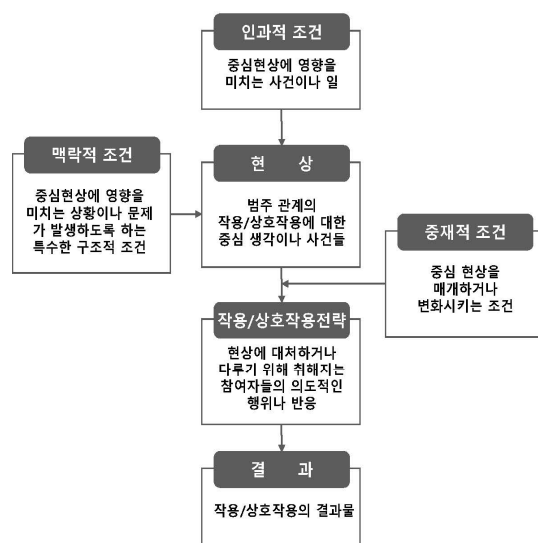 인과적 조건
중심현상에 영향을
미치는 사건이나 일
맥락적 조건
중심현상에 영향을
미치는 상황이나 문제
가 발생하도록 하는
특수한 구조적 조건
현 상
범주 관계의
작용/상호작용에 대한
중심 생각이나 사건들
중재적 조건
중심 현상을
매개하거나
변화시키는 조건
작용/상호작용전략
현상에 대처하거나
다루기 위해 취해지는
참여자들의 의도적인
행위나 반응
결 과
작용/상호작용의 결과물